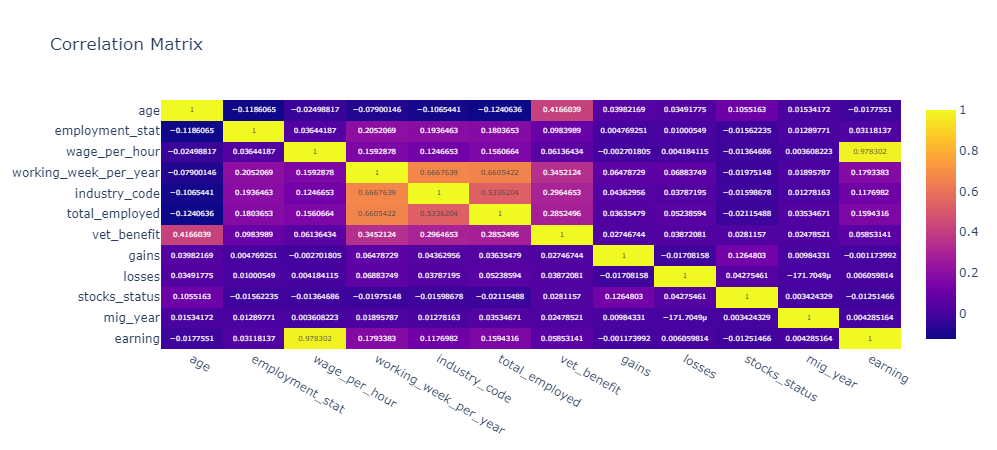 Correlation Matrix
age 1 −0.1186065 −0.02498817 −0.07900146 −0.1065441 −0.1240636 0.4166039 0.03982169 0.03491775 0.1055163 0.01534172 −0.0177551
employment_stat −0.1186065 1 0.03644187 0.2052069 0.1936463 0.1803653 0.0983989 0.004769251 0.01000549 −0.01562235 0.01289771 0.03118137
wage_per_hour −0.02498817 0.03644187 1 0.1592878 0.1246653 0.1560664 0.06136434 −0.002701805 0.004184115 −0.01364686 0.003608223 0.978302
working_week_per_year −0.07900146 0.2052069 0.1592878 1 0.6667639 0.6605422 0.3452124 0.06478729 0.06883749 −0.01975148 0.01895787 0.1793383
industry_code −0.1065441 0.1936463 0.1246653 0.6667639 1 0.5336204 0.2964653 0.04362956 0.03787195 −0.01598678 0.01278163 0.1176982
total_employed −0.1240636 0.1803653 0.1560664 0.6605422 0.5336204 1 0.2852496 0.03635479 0.05238594 −0.02115488 0.03534671 0.1594316
vet_benefit 0.4166039 0.0983989 0.06136434 0.3452124 0.2964653 0.2852496 1 0.02746744 0.03872081 0.0281157 0.02478521 0.05853141
gains 0.03982169 0.004769251 −0.002701805 0.06478729 0.04362956 0.03635479 0.02746744 1 −0.01708158 0.1264803 0.00984331 −0.001173992
losses 0.03491775 0.01000549 0.004184115 0.06883749 0.03787195 0.05238594 0.03872081 −0.01708158 1 0.04275461 −171.7049μ 0.006059814
stocks_status 0.1055163 −0.01562235 −0.01364686 −0.01975148 −0.01598678 −0.02115488 0.0281157 0.1264803 0.04275461 1 0.003424329 −0.01251466
mig_year 0.01534172 0.01289771 0.003608223 0.01895787 0.01278163 0.03534671 0.02478521 0.00984331 −171.7049μ 0.003424329 1 0.004285164
earning −0.0177551 0.03118137 0.978302 0.1793383 0.1176982 0.1594316 0.05853141 −0.001173992 0.006059814 −0.01251466 0.004285164 1
age employment_stat wage_per_hour working_week_per_year industry_code total_employed vet_benefit gains losses stocks_status mig_year earning
1
0.8
0.6
0.4
0.2
0